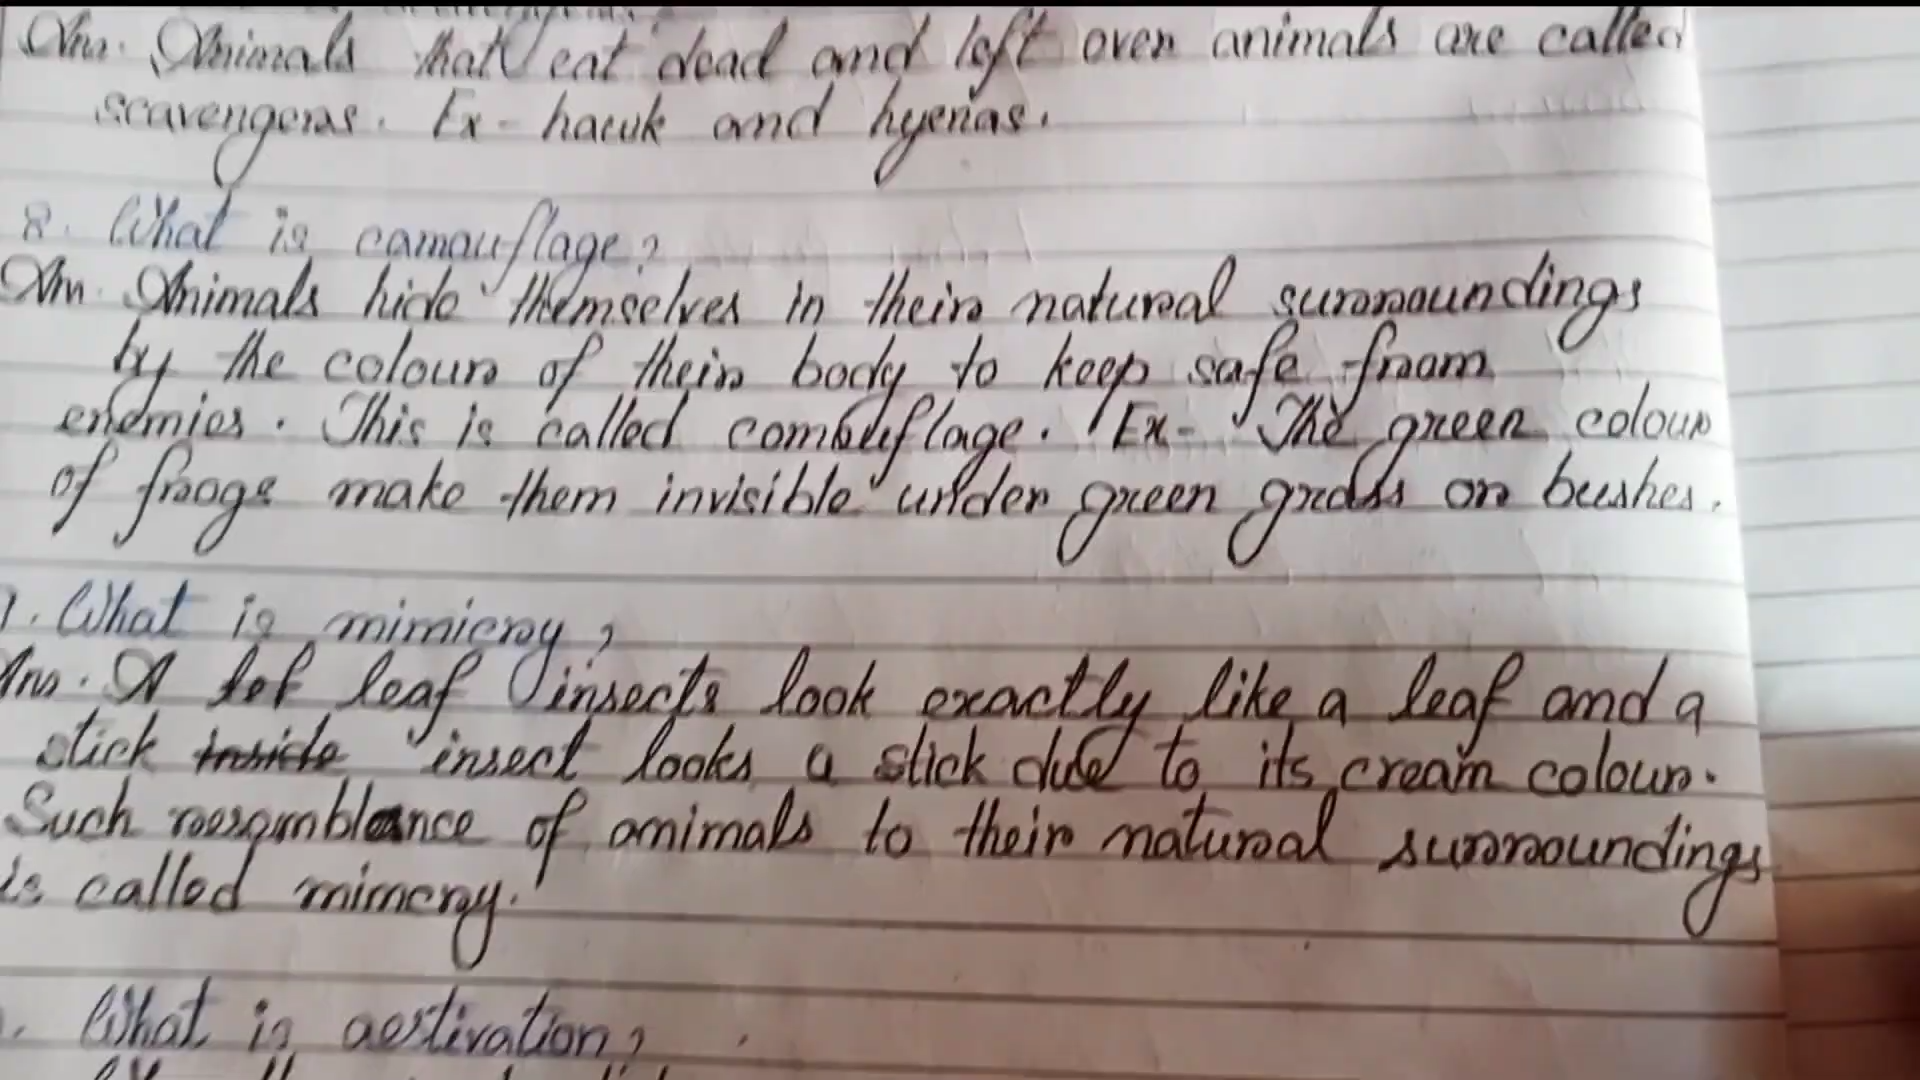 Ans. Animals that eat dead and left over animals are called
scavengers. Ex- hawk and hyenas.
8. What is camouflage?
Ans. Animals hide themselves in their natural surroundings
by the colour of their body to keep safe from
enemies. This is called combuflage. Ex- The green colour
of frogs make them invisible under green grass or bushes.
9. What is mimicry?
Ans. A leaf insects look exactly like a leaf and a
stick inside insect looks a stick due to its cream colour.
Such resemblance of animals to their natural surroundings
is called mimcry.
What is aestivation?